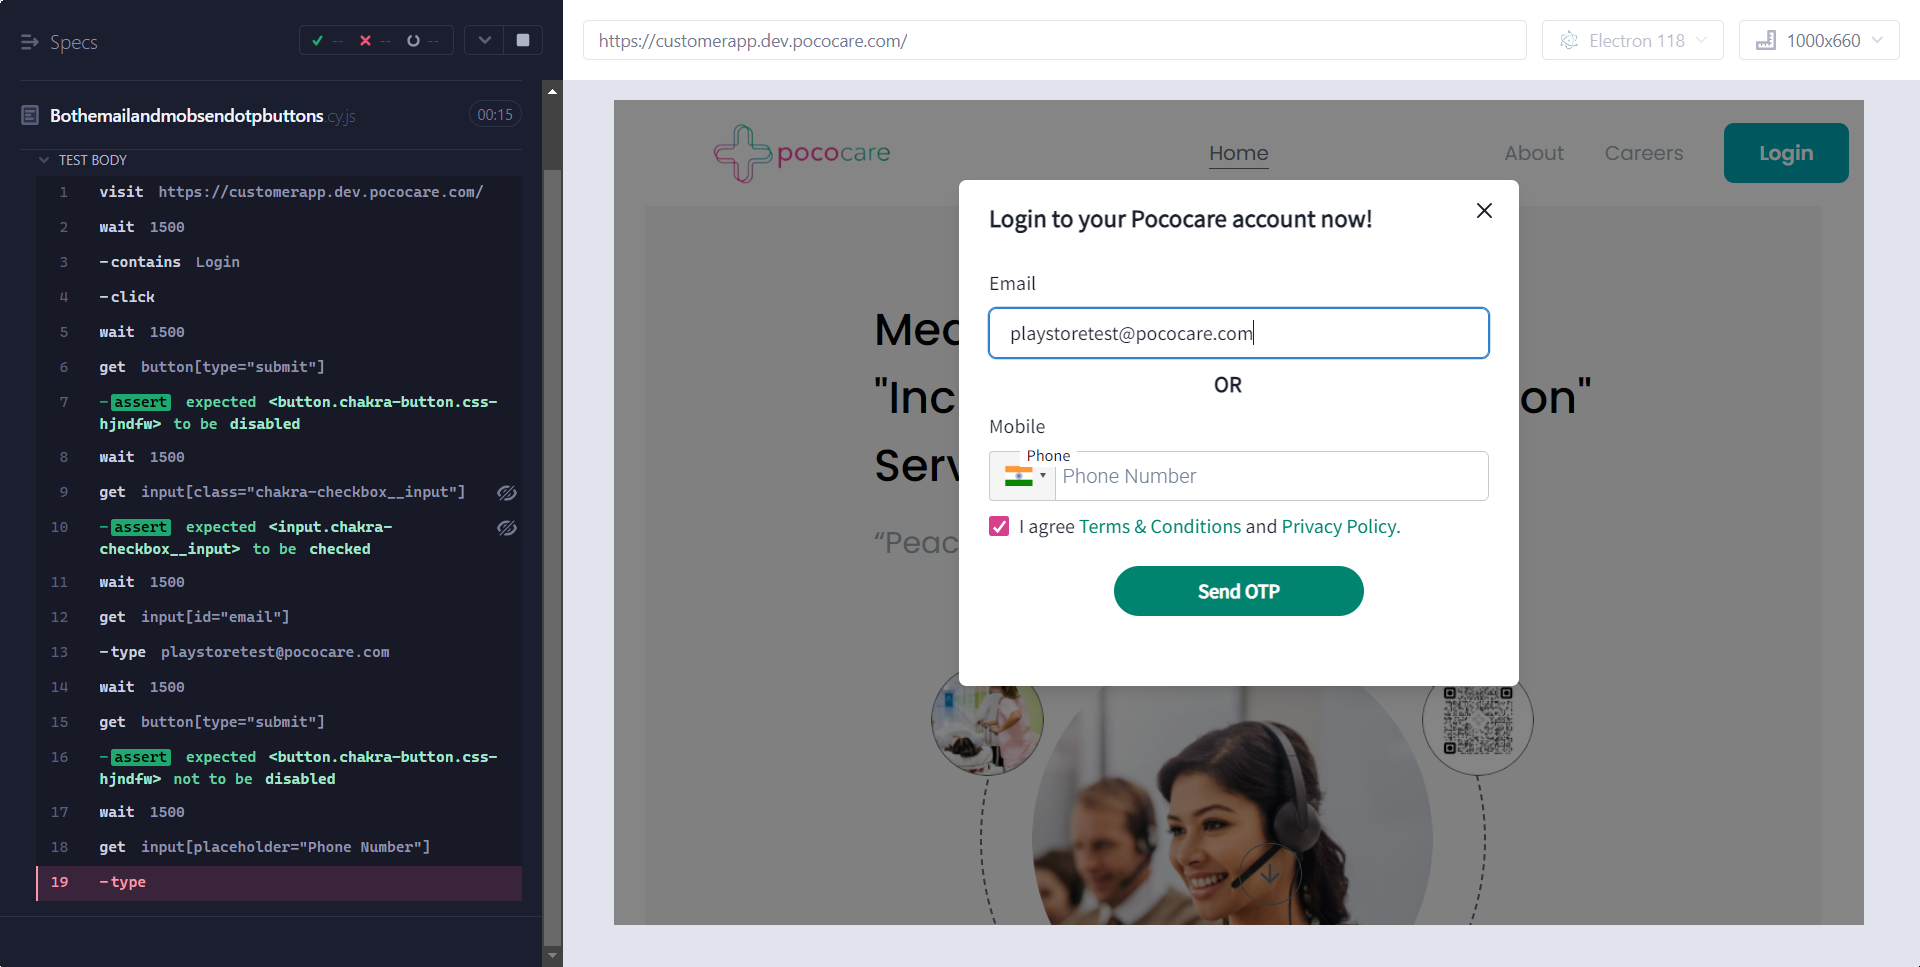 Specs
--
--
--
Bothemailandmobsendotpbuttons.cy.js
00:15
TEST BODY
1 visit https://customerapp.dev.pococare.com/
2 wait 1500
3 -contains Login
4 -click
5 wait 1500
6 get button[type="submit"]
7 -assert expected <button.chakra-button.css-
hjndfw> to be disabled
8 wait 1500
9 get input[class="chakra-checkbox__input"]
10 -assert expected <input.chakra-
checkbox__input> to be checked
11 wait 1500
12 get input[id="email"]
13 -type playstoretest@pococare.com
14 wait 1500
15 get button[type="submit"]
16 -assert expected <button.chakra-button.css-
hjndfw> not to be disabled
17 wait 1500
18 get input[placeholder="Phone Number"]
19 -type
https://customerapp.dev.pococare.com/
Electron 118
1000x660
pococare
Home
About
Careers
Login
Login to your Pococare account now!
Email
playstoretest@pococare.com
OR
Mobile
Phone
Phone Number
I agree Terms & Conditions and Privacy Policy.
Send OTP
Med
"Inc
on"
Serv
“Peac